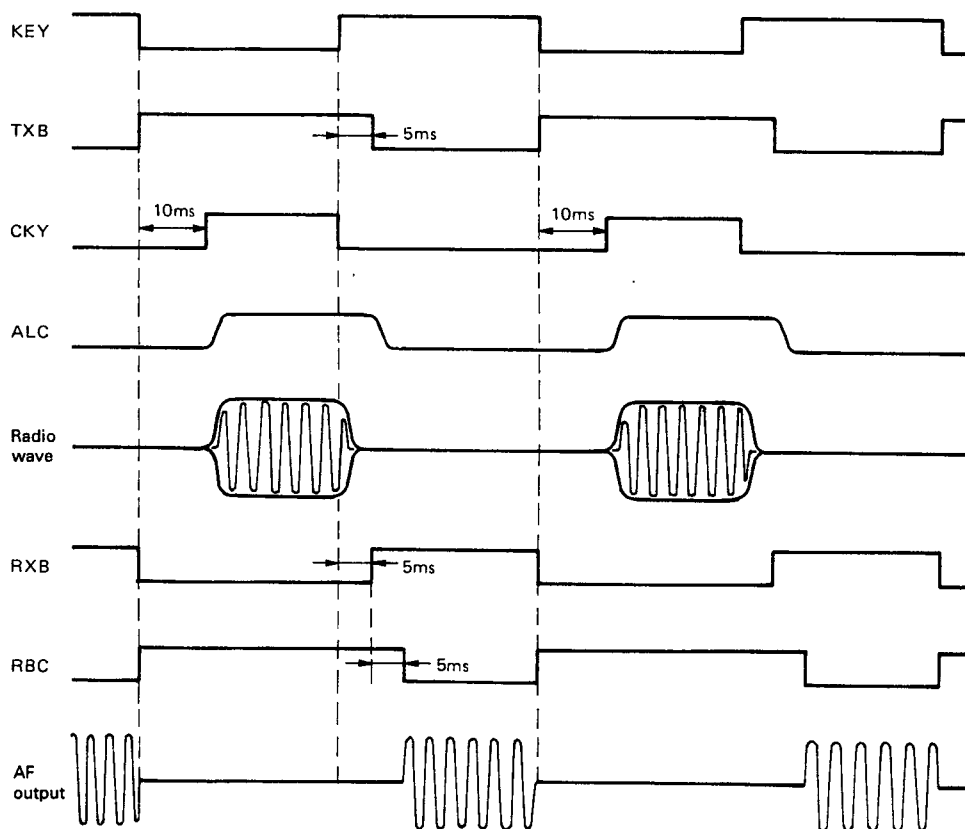 KEY
TXB
5ms
10ms
10ms
CKY
ALC
Radio
wave
RXB
5ms
RBC
5ms
AF
output